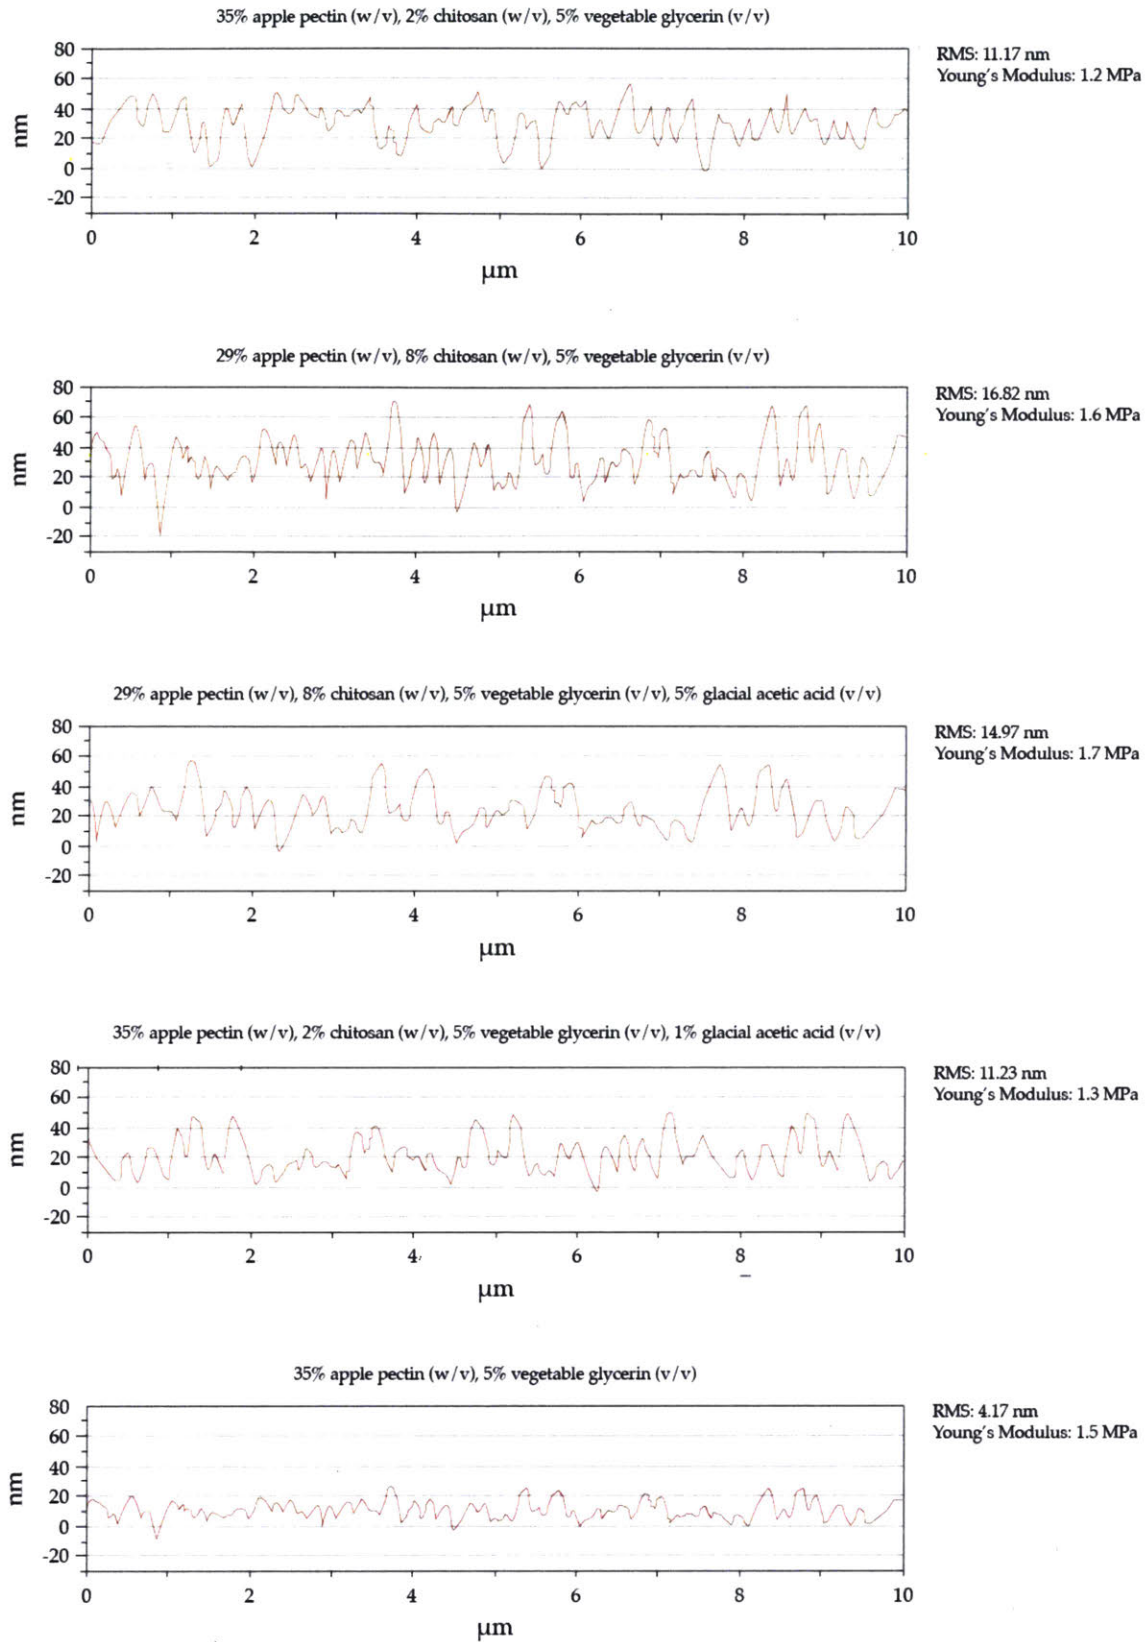 35% apple pectin (w/v), 2% chitosan (w/v), 5% vegetable glycerin (v/v)
RMS: 11.17 nm
Young's Modulus: 1.2 MPa
80
60
40
20
0
-20
nm
0 2 4 6 8 10
µm
29% apple pectin (w/v), 8% chitosan (w/v), 5% vegetable glycerin (v/v)
RMS: 16.82 nm
Young's Modulus: 1.6 MPa
80
60
40
20
0
-20
nm
0 2 4 6 8 10
µm
29% apple pectin (w/v), 8% chitosan (w/v), 5% vegetable glycerin (v/v), 5% glacial acetic acid (v/v)
RMS: 14.97 nm
Young's Modulus: 1.7 MPa
80
60
40
20
0
-20
nm
0 2 4 6 8 10
µm
35% apple pectin (w/v), 2% chitosan (w/v), 5% vegetable glycerin (v/v), 1% glacial acetic acid (v/v)
RMS: 11.23 nm
Young's Modulus: 1.3 MPa
80
60
40
20
0
-20
nm
0 2 4 6 8 10
µm
35% apple pectin (w/v), 5% vegetable glycerin (v/v)
RMS: 4.17 nm
Young's Modulus: 1.5 MPa
80
60
40
20
0
-20
nm
0 2 4 6 8 10
µm